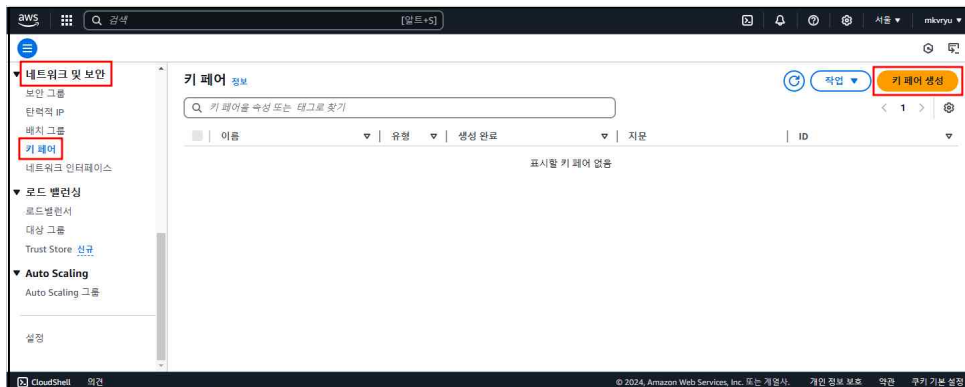 aws 검색 [알트+S] 서울 ▼ mkvryu ▼
▼ 네트워크 및 보안
보안 그룹
탄력적 IP
배치 그룹
키 페어
네트워크 인터페이스
▼ 로드 밸런싱
로드밸런서
대상 그룹
Trust Store 신규
▼ Auto Scaling
Auto Scaling 그룹
설정
키 페어 정보 작업 ▼ 키 페어 생성
키 페어을 속성 또는 태그로 찾기 < 1 >
이름 유형 생성 완료 지문 ID
표시할 키 페어 없음
CloudShell 의견 © 2024, Amazon Web Services, Inc. 또는 계열사. 개인 정보 보호 약관 쿠키 기본 설정